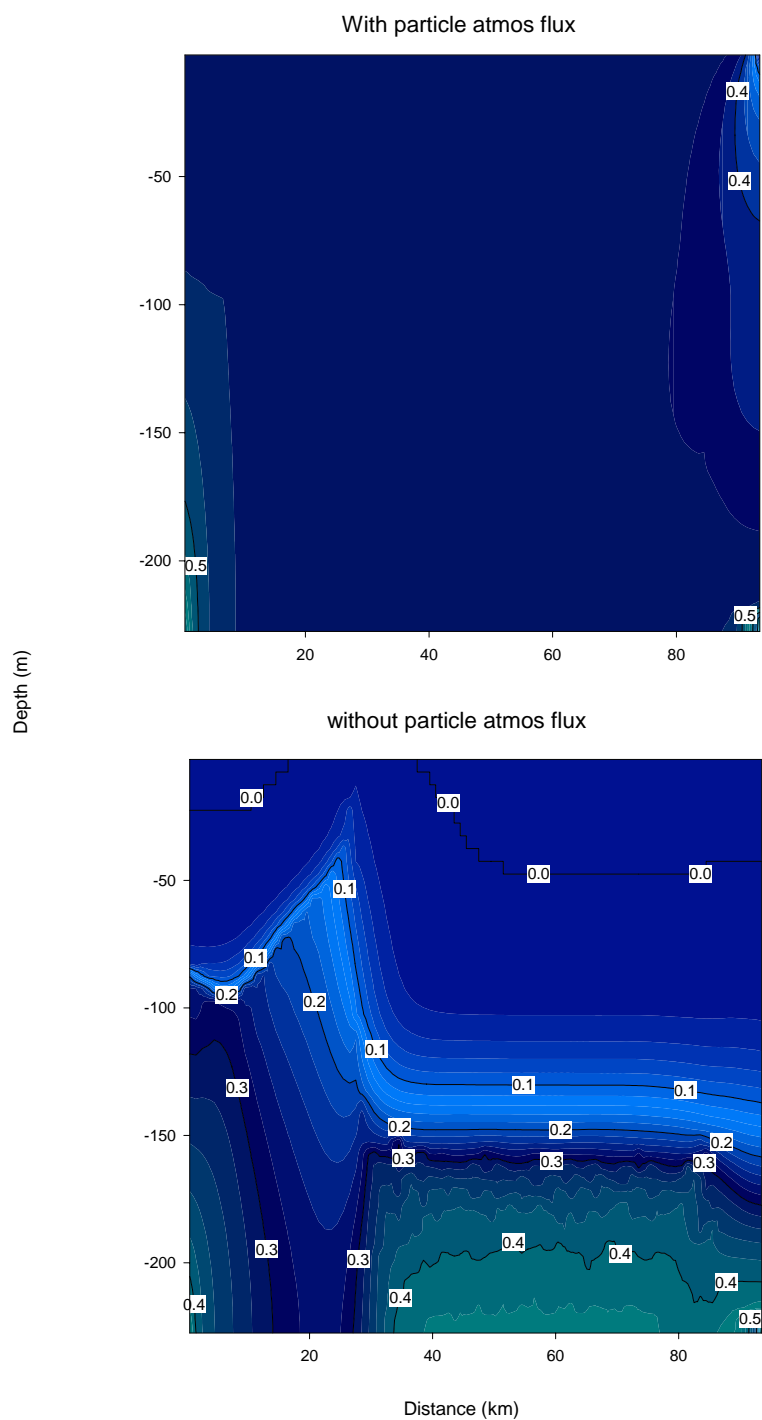 With particle atmos flux
0.4
-50
0.4
-100
-150
-200
0.5
0.5
20 40 60 80
Depth (m)
without particle atmos flux
0.0 0.0
-50
0.0 0.0
0.1
0.1
0.2
-100
0.2
0.1
0.1 0.1
0.3
-150
0.2 0.2 0.2
0.3 0.3 0.3
-200
0.3 0.3 0.4 0.4
0.4 0.4 0.4
0.5
20 40 60 80
Distance (km)